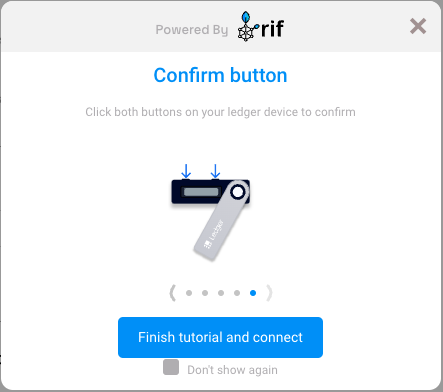 Powered By rif
Confirm button
Click both buttons on your ledger device to confirm
Ledger
Finish tutorial and connect
Don't show again